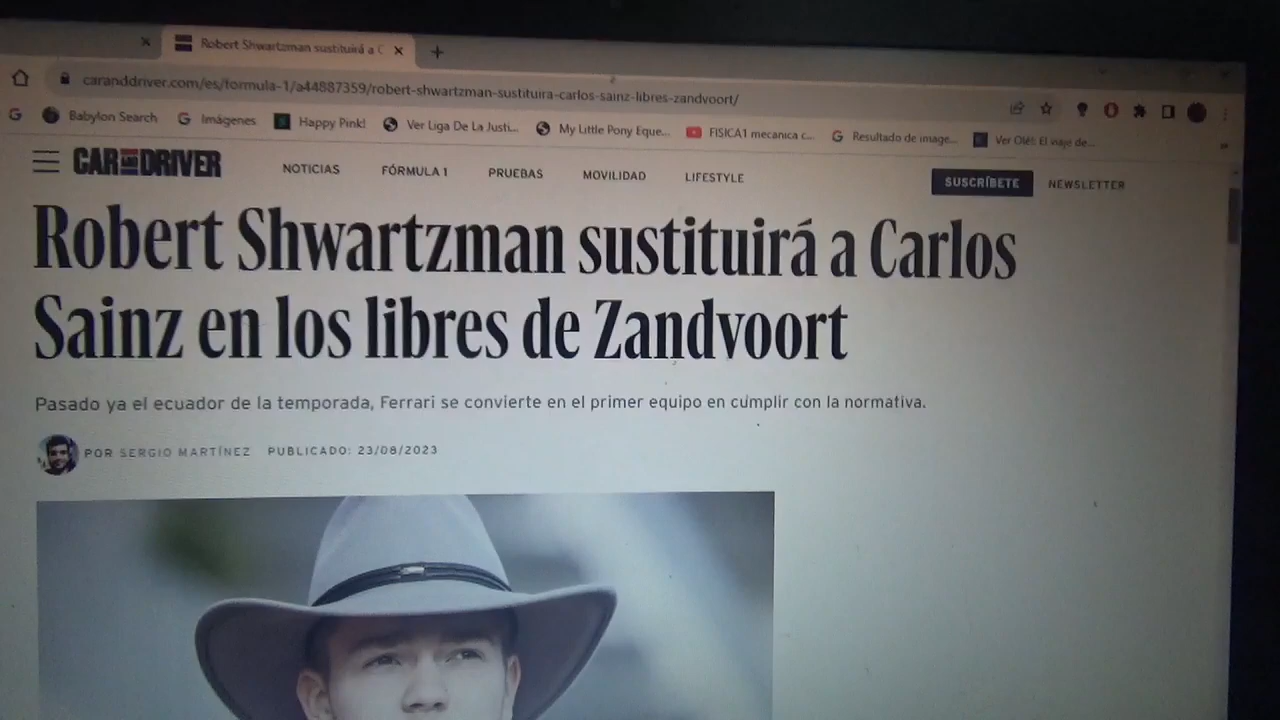 Robert Shwartzman sustituirá a C
caranddriver.com/es/formula-1/a44887359/robert-shwartzman-sustituira-carlos-sainz-libres-zandvoort/
Babylon Search Imágenes Happy Pink! Ver Liga De La Justi... My Little Pony Eque... FISICA1 mecanica c... Resultado de image... Ver Olé!: El viaje de...
CAR AND DRIVER NOTICIAS FÓRMULA 1 PRUEBAS MOVILIDAD LIFESTYLE SUSCRÍBETE NEWSLETTER
Robert Shwartzman sustituirá a Carlos
Sainz en los libres de Zandvoort
Pasado ya el ecuador de la temporada, Ferrari se convierte en el primer equipo en cumplir con la normativa.
POR SERGIO MARTÍNEZ PUBLICADO: 23/08/2023